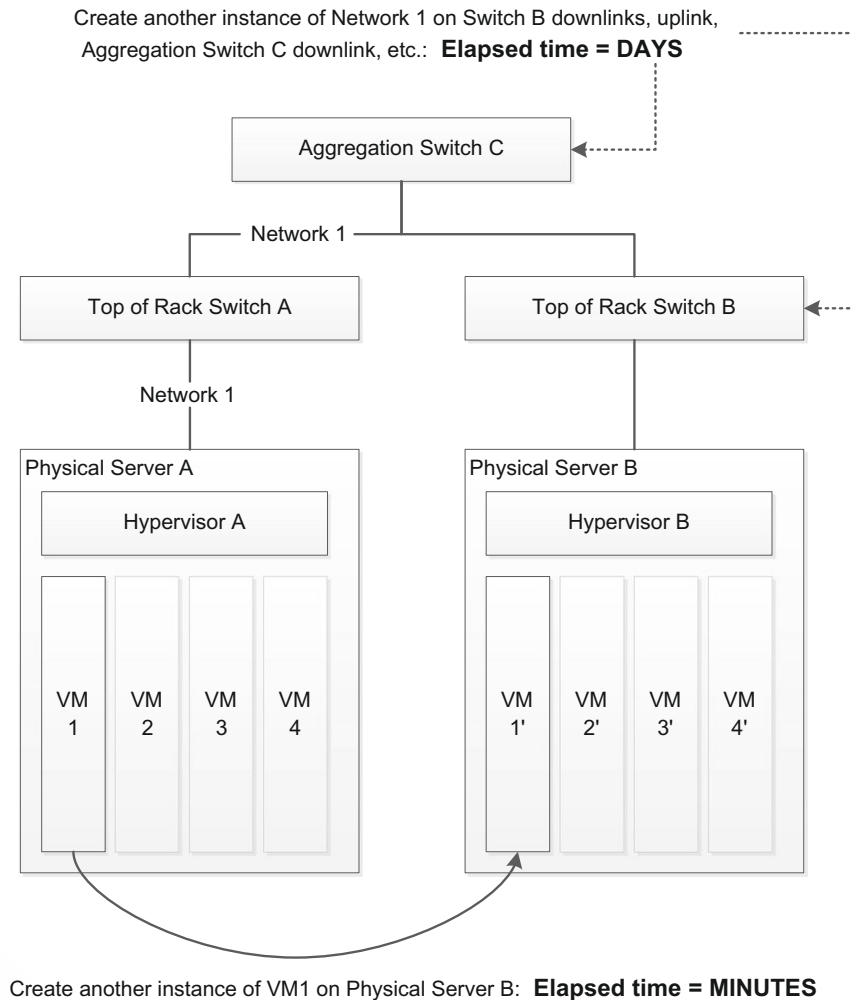 Create another instance of Network 1 on Switch B downlinks, uplink,
Aggregation Switch C downlink, etc.: Elapsed time = DAYS
Aggregation Switch C
Network 1
Top of Rack Switch A
Top of Rack Switch B
Network 1
Physical Server A
Hypervisor A
VM
1
VM
2
VM
3
VM
4
Physical Server B
Hypervisor B
VM
1'
VM
2'
VM
3'
VM
4'
Create another instance of VM1 on Physical Server B: Elapsed time = MINUTES